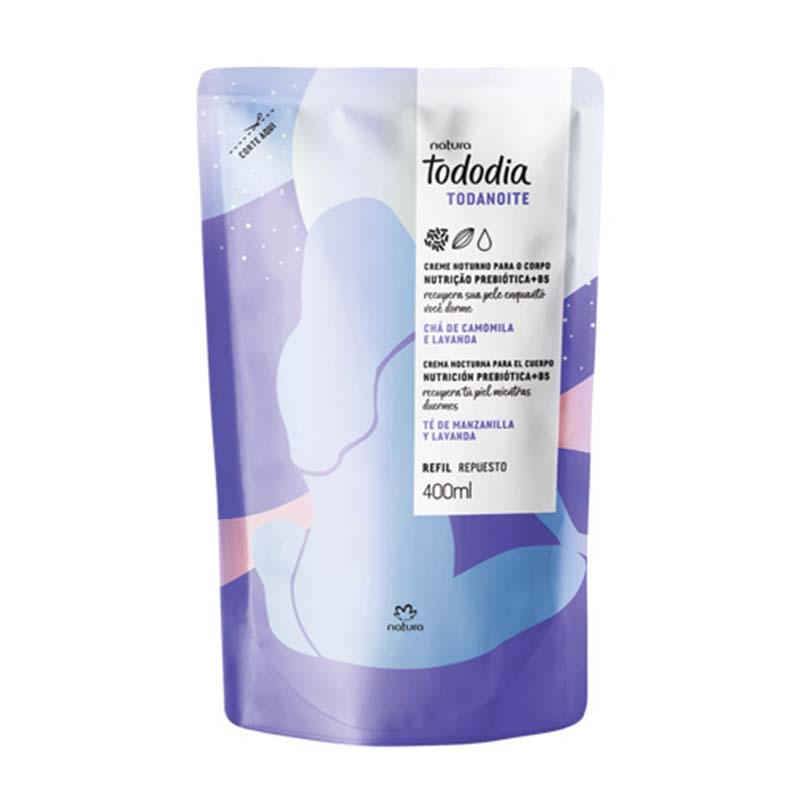 CORTE AQUI
natura
Tododia
TODANOITE
CREME NOTURNO PARA O CORPO
NUTRIÇÃO PREBIÓTICA+B5
recupera sua pele enquanto
você dorme
CHÁ DE CAMOMILA
E LAVANDA
CREMA NOCTURNA PARA EL CUERPO
NUTRICIÓN PREBIÓTICA+B5
recupera tu piel mientras
duermes
TÉ DE MANZANILLA
Y LAVANDA
REFIL REPUESTO
400ml
natura